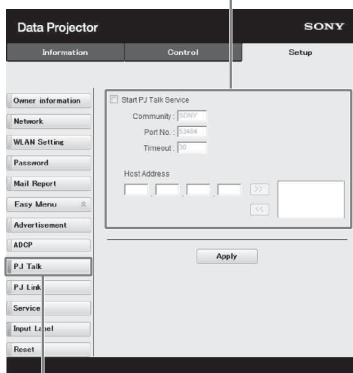 Data Projector
SONY
Information
Control
Setup
Owner information
Network
WLAN Setting
Password
Mail Report
Easy Menu
Advertisement
ADCP
PJ Talk
PJ Link
Service
Input Label
Reset
Start PJ Talk Service
Community : SONY
Port No. : 53484
Timeout : 30
Host Address
. . .
>>
<<
Apply